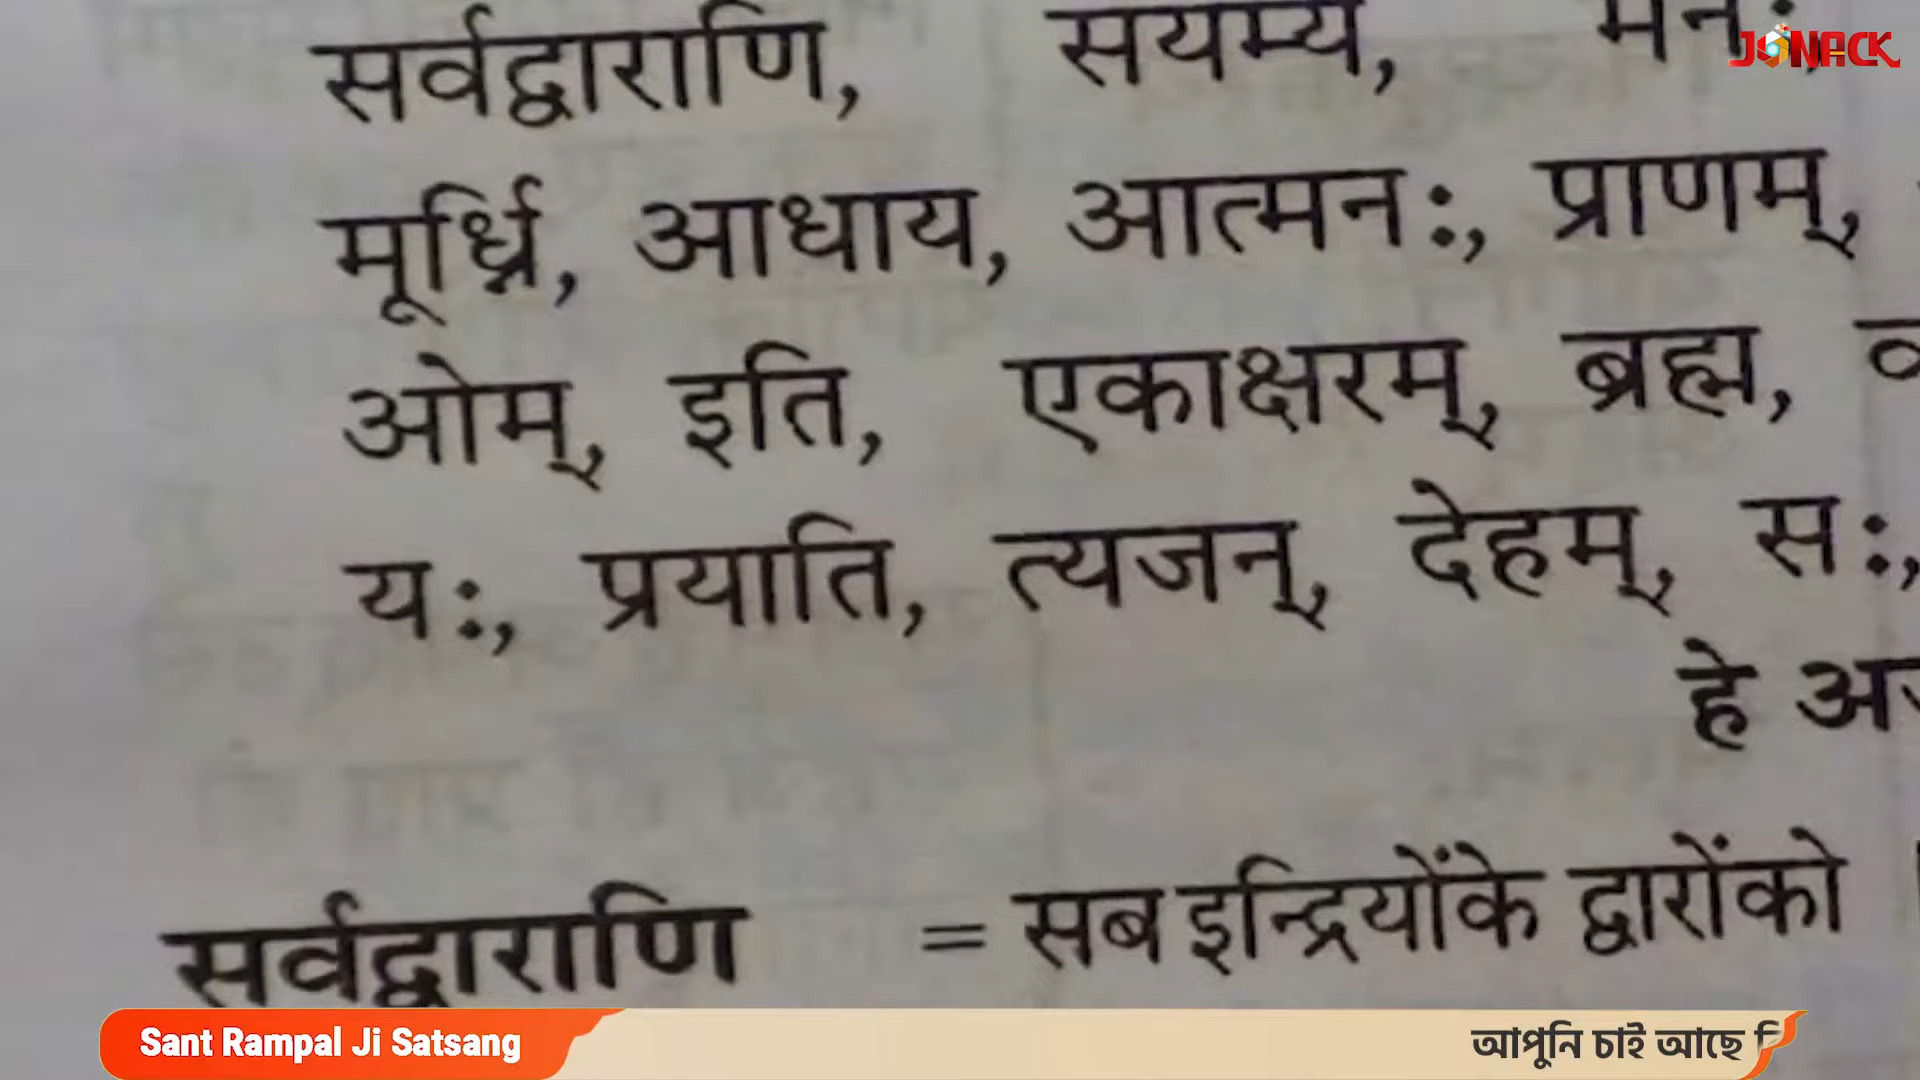 सर्वद्वाराणि, सयम्य, मनः,
JONACK
मूर्ध्नि, आधाय, आत्मनः, प्राणम्,
ओम्, इति, एकाक्षरम्, ब्रह्म,
यः, प्रयाति, त्यजन्, देहम्, सः,
हे
सर्वद्वाराणि = सब इन्द्रियोंके द्वारोंको
Sant Rampal Ji Satsang
আপুনি চাই আছে